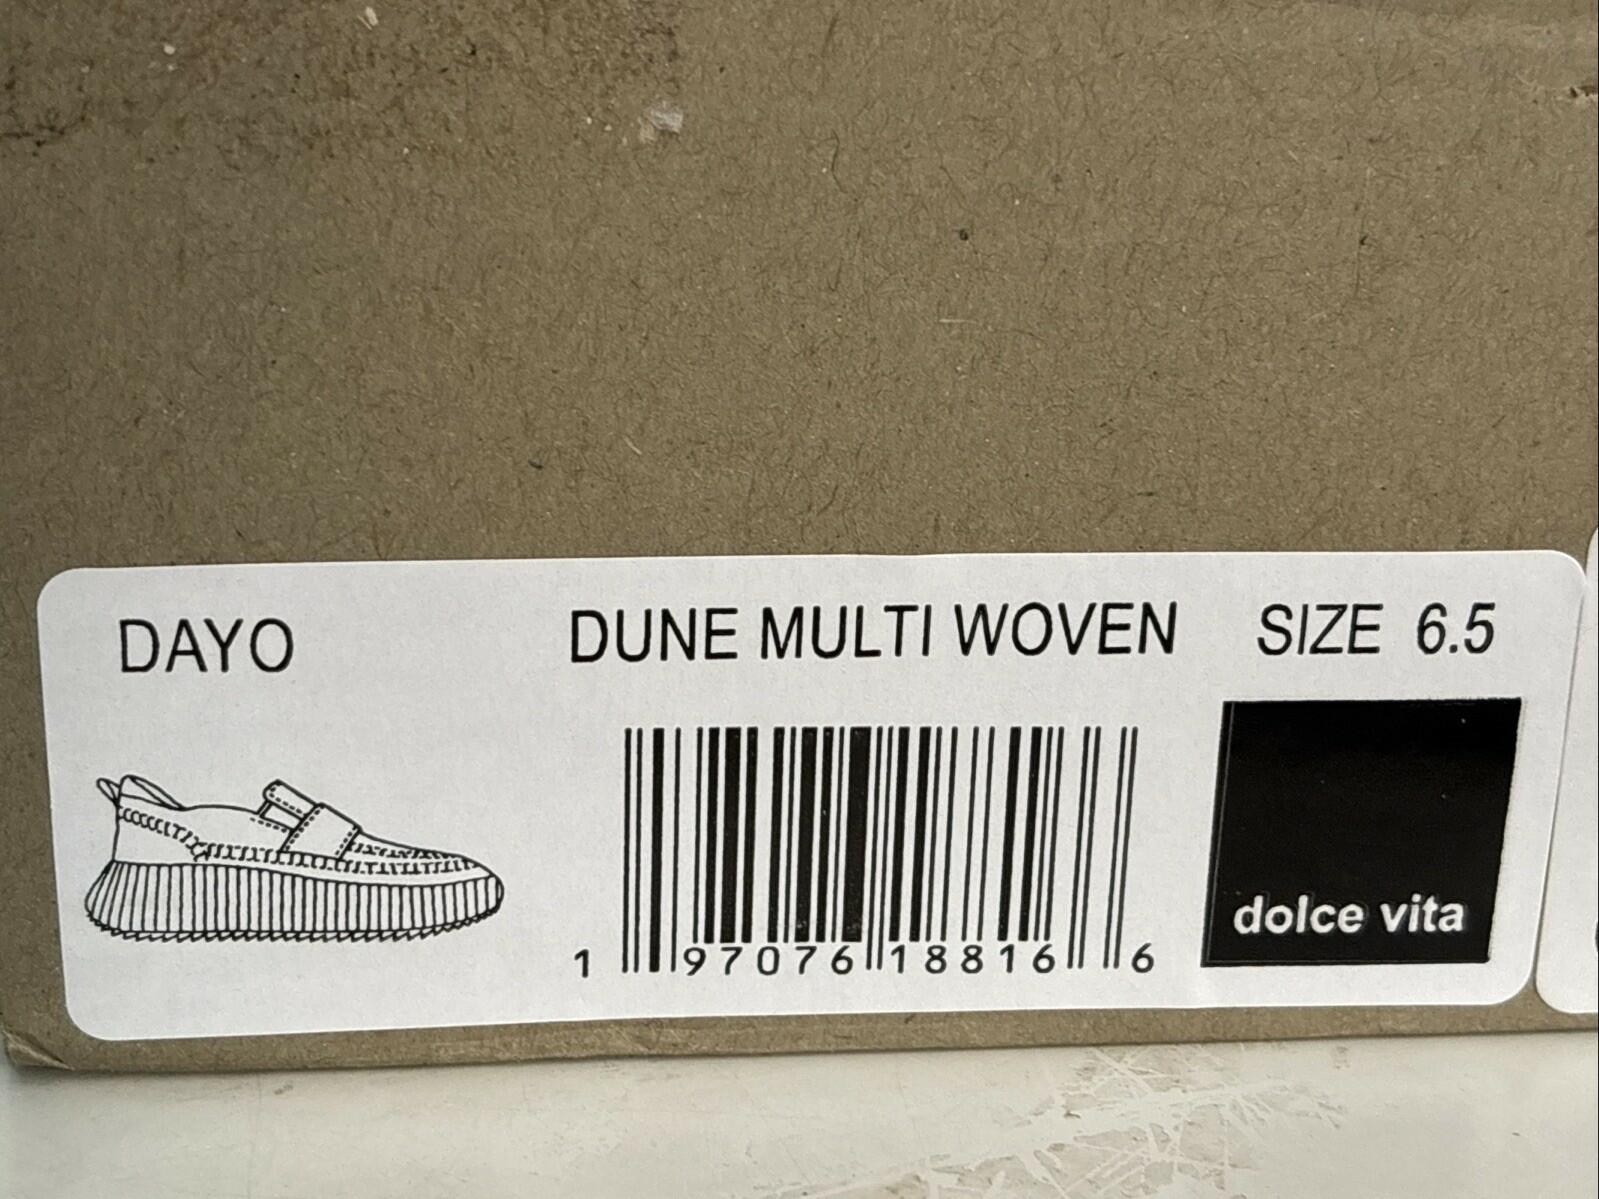 DAYO DUNE MULTI WOVEN SIZE 6.5
dolce vita
1 97076 18816 6